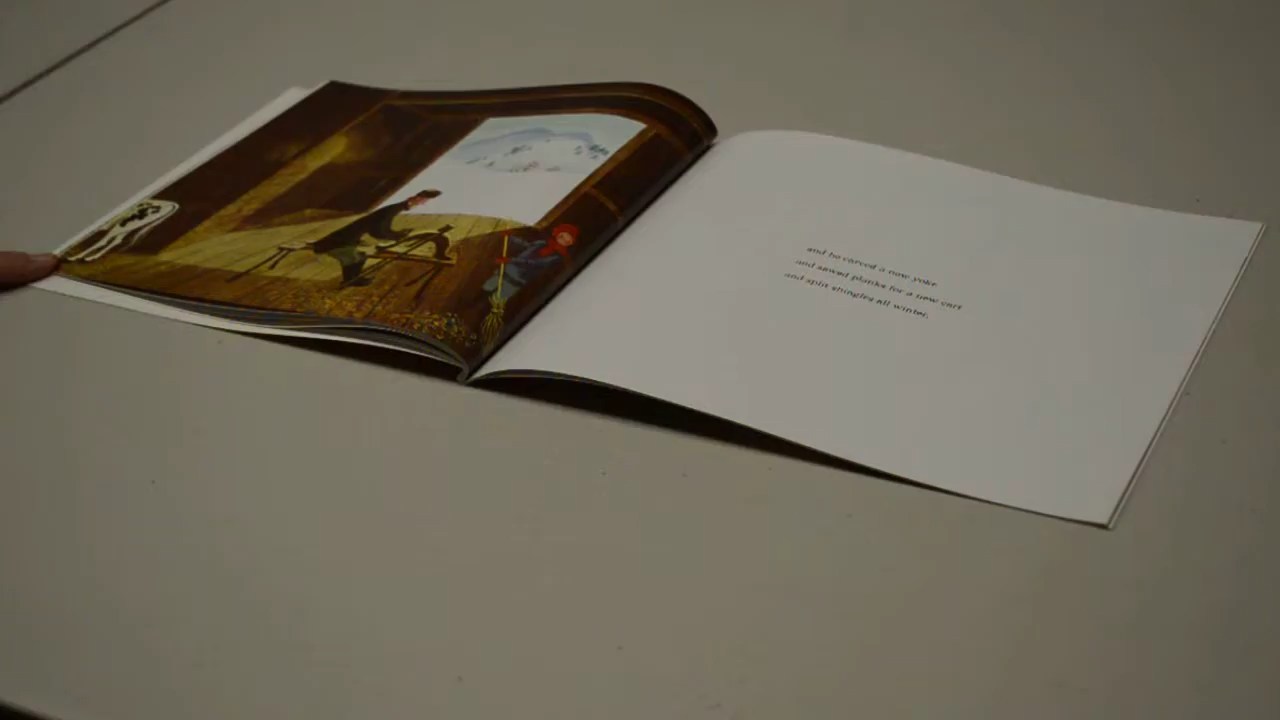 and he carved a new yoke
and sawed planks for a new cart
and split shingles all winter,